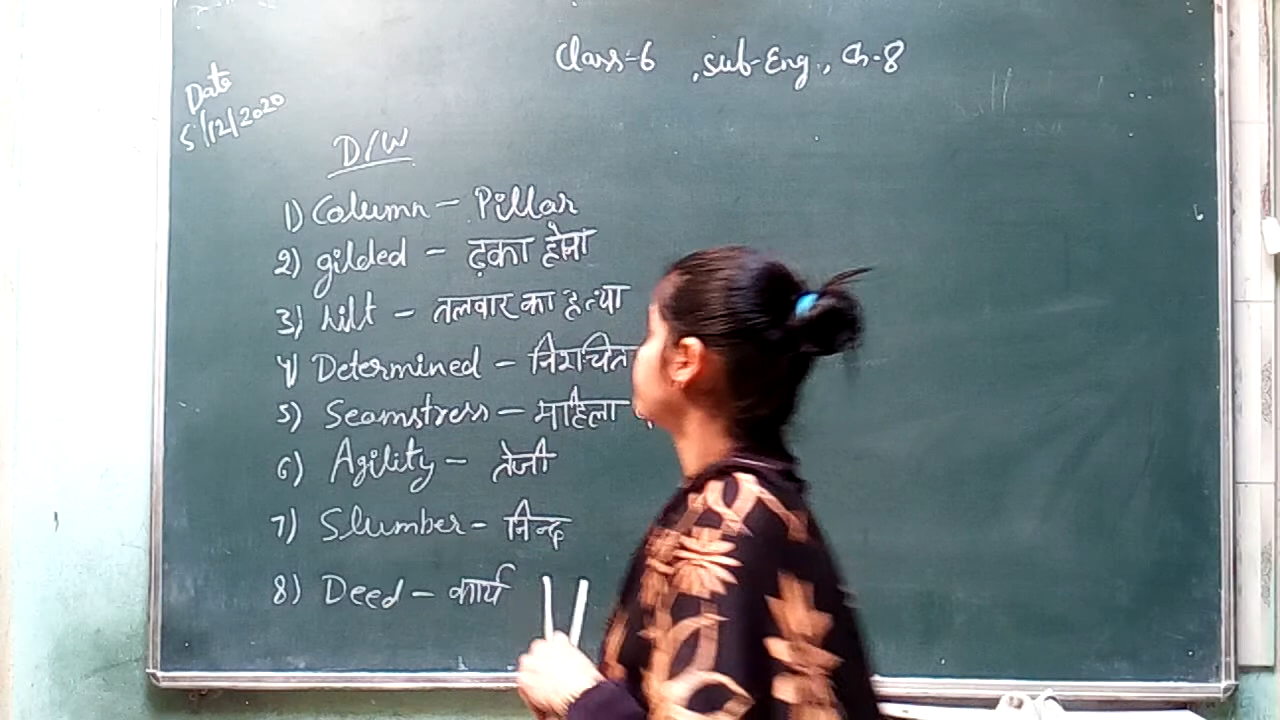 Class-6, Sub-Eng., Ch-8
Date
5/12/2020
D/W
1) Column - Pillar
2) gilded - ढ़का होना
3) hilt - तलवार का हत्था
4) Determined - निश्चित
5) Seamstress - महिला
6) Agility - तेजी
7) Slumber - निन्द
8) Deed - कार्य